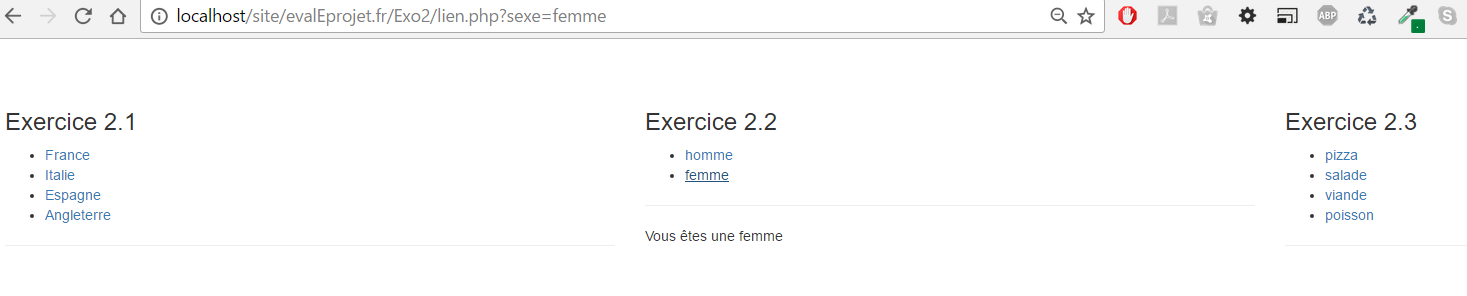 localhost/site/evalEprojet.fr/Exo2/lien.php?sexe=femme
ABP
S
Exercice 2.1
France
Italie
Espagne
Angleterre
Exercice 2.2
homme
femme
Vous êtes une femme
Exercice 2.3
pizza
salade
viande
poisson